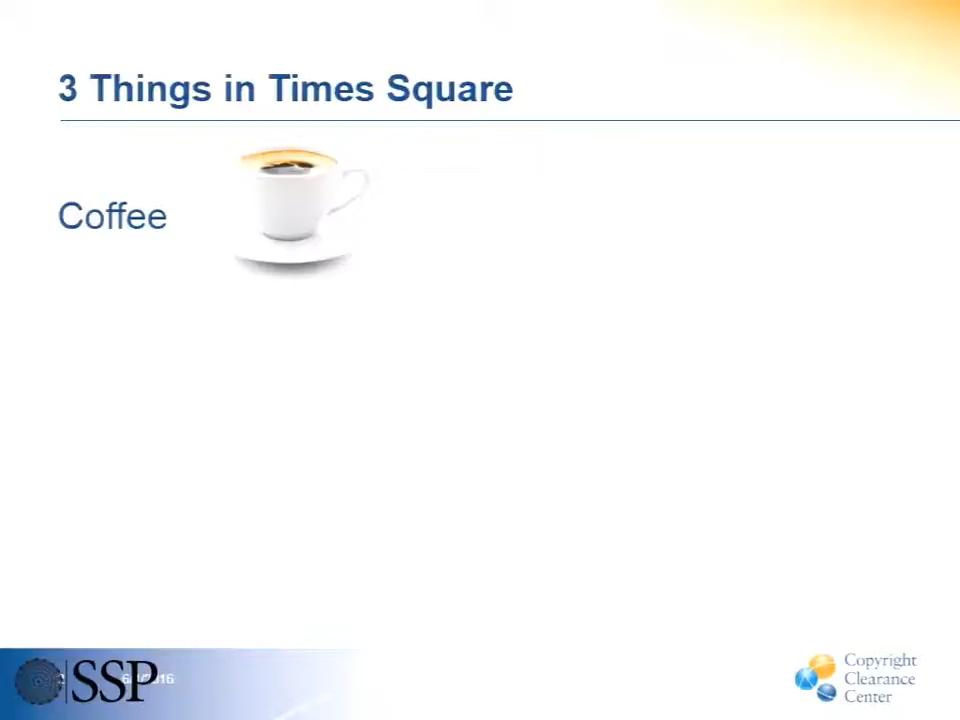 3 Things in Times Square
Coffee
SSP
Copyright
Clearance
Center